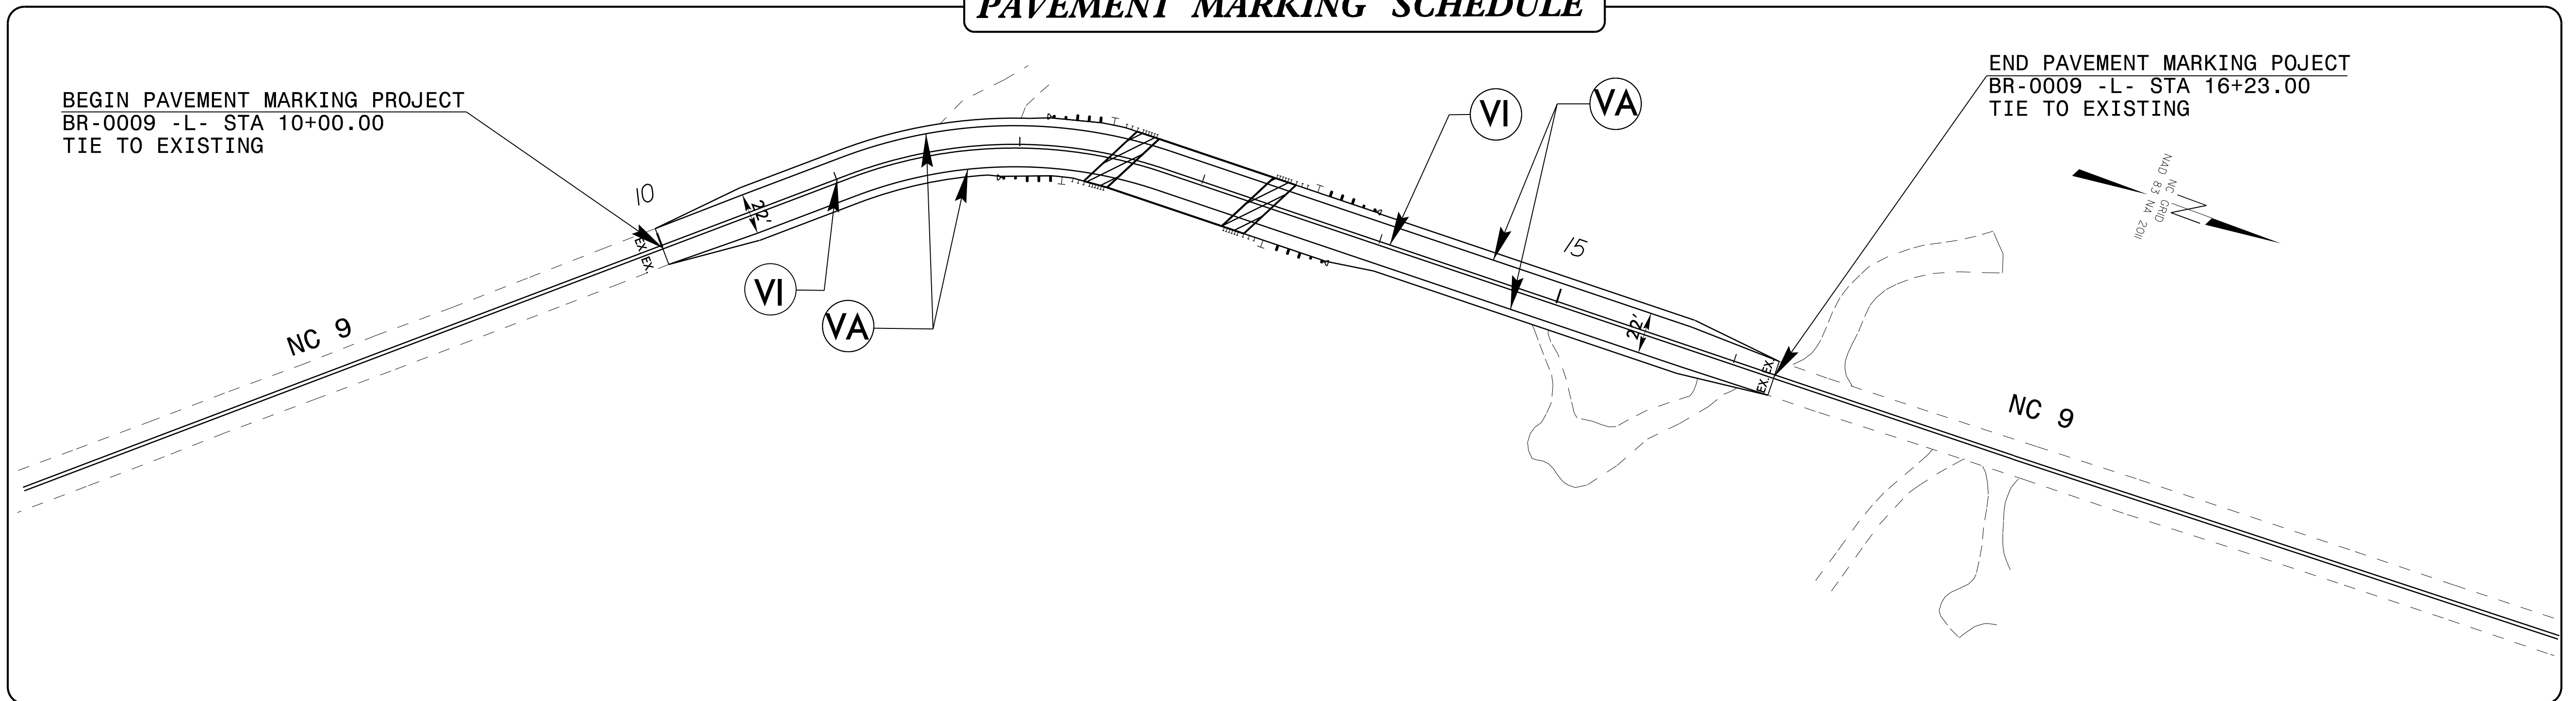 PAVEMENT MARKING SCHEDULE
BEGIN PAVEMENT MARKING PROJECT
BR-0009 -L- STA 10+00.00
TIE TO EXISTING
END PAVEMENT MARKING POJECT
BR-0009 -L- STA 16+23.00
TIE TO EXISTING
VI
VA
NC GRID
NAD 83 NA 2011
10
22'
EX.
EX.
VI
VA
15
22'
EX.
EX.
NC 9
NC 9